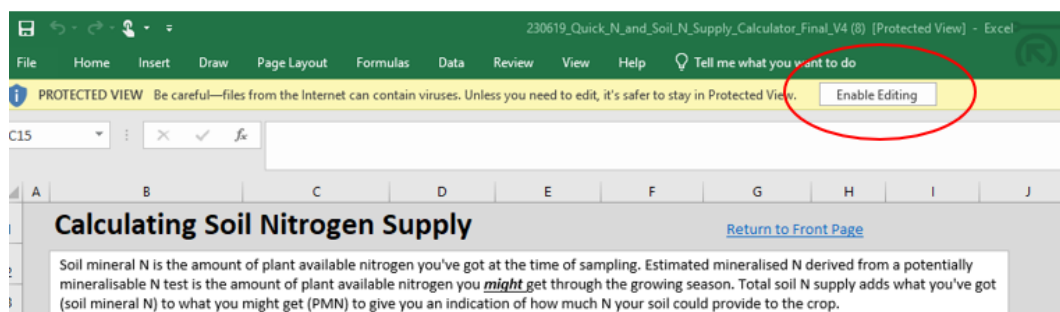 230619_Quick_N_and_Soil_N_Supply_Calculator_Final_V4 (8) [Protected View] - Excel
File Home Insert Draw Page Layout Formulas Data Review View Help Tell me what you want to do
PROTECTED VIEW Be careful—files from the Internet can contain viruses. Unless you need to edit, it's safer to stay in Protected View. Enable Editing
C15 fx
A B C D E F G H I J
Calculating Soil Nitrogen Supply Return to Front Page
Soil mineral N is the amount of plant available nitrogen you've got at the time of sampling. Estimated mineralised N derived from a potentially
mineralisable N test is the amount of plant available nitrogen you might get through the growing season. Total soil N supply adds what you've got
(soil mineral N) to what you might get (PMN) to give you an indication of how much N your soil could provide to the crop.